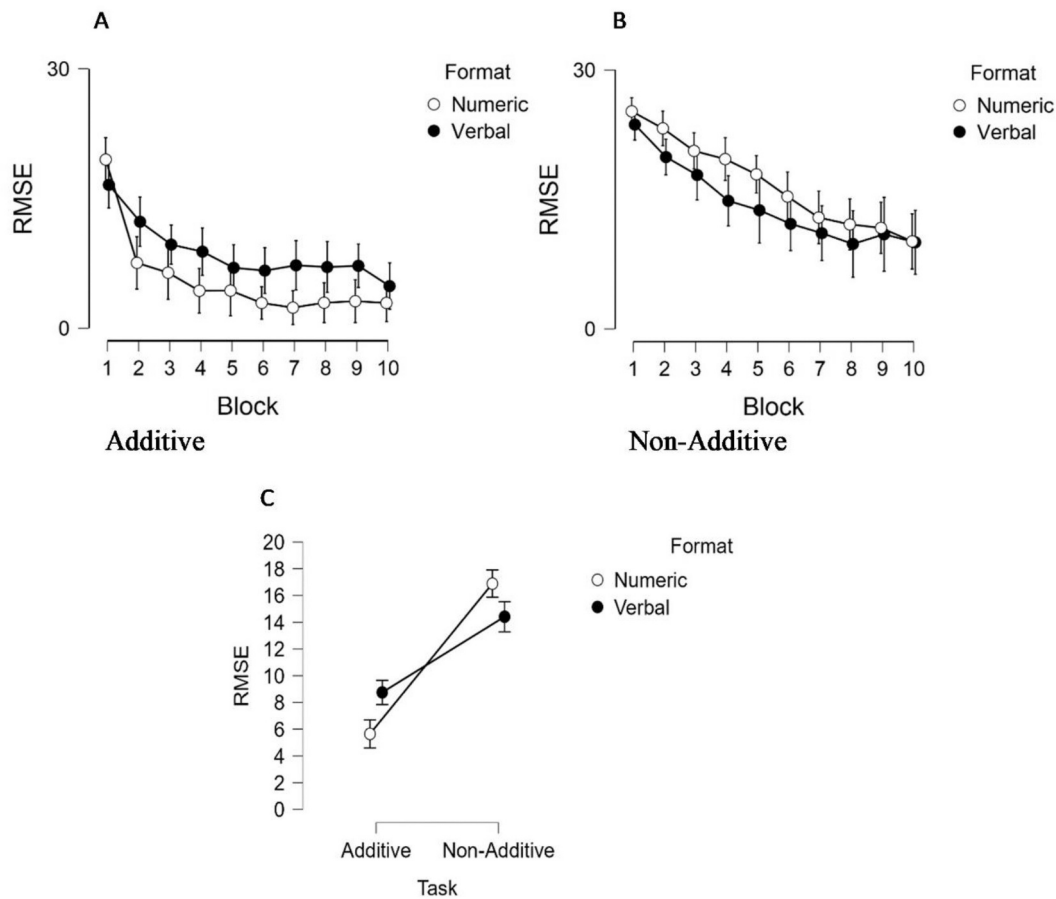 A
30
RMSE
0
Format
Numeric
Verbal
1 2 3 4 5 6 7 8 9 10
Block
Additive
B
30
RMSE
0
Format
Numeric
Verbal
1 2 3 4 5 6 7 8 9 10
Block
Non-Additive
C
20
18
16
14
12
10
8
6
4
2
0
RMSE
Format
Numeric
Verbal
Additive Non-Additive
Task